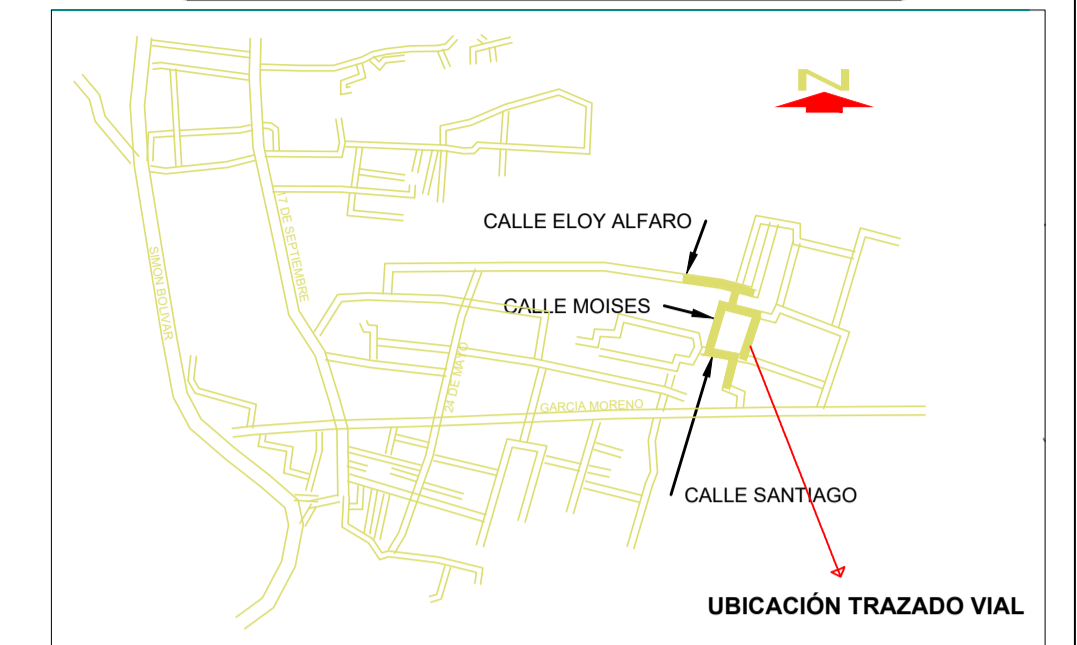 N
CALLE ELOY ALFARO
17 DE SEPTIEMBRE
SIMON BOLIVAR
CALLE MOISES
24 DE MAYO
GARCIA MORENO
CALLE SANTIAGO
UBICACIÓN TRAZADO VIAL